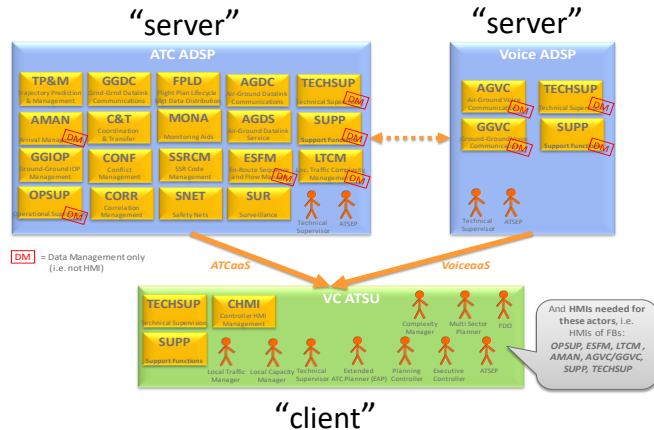 “server”
“server”
ATC ADSP
Voice ADSP
TP&M
Trajectory Prediction
& Management
GGDC
Grnd-Grnd Datalink
Communications
FPLD
Flight Plan Lifecycle
Mgt Data Distribution
AGDC
Air-Ground Datalink
Communications
TECHSUP
Technical Supervision
DM
AMAN
Arrival Management
DM
C&T
Coordination
& Transfer
MONA
Monitoring Aids
AGDS
Air-Ground Datalink
Service
SUPP
Support Functions
DM
GGIOP
Ground-Ground IOP
Management
CONF
Conflict
Management
SSRCM
SSR Code
Management
ESFM
En-Route Sequence
and Flow Manager
DM
LTCM
Loc. Traffic Complexity
Management
DM
OPSUP
Operational Supervision
DM
CORR
Correlation
Management
SNET
Safety Nets
SUR
Surveillance
Technical
Supervisor
ATSEP
AGVC
Air-Ground Voice
Communication
DM
TECHSUP
Technical Supervision
DM
GGVC
Ground-Ground Voice
Communication
DM
SUPP
Support Functions
DM
Technical
Supervisor
ATSEP
DM = Data Management only
(i.e. not HMI)
ATCaaS
VoiceaaS
VC ATSU
TECHSUP
Technical Supervision
CHMI
Controller HMI
Management
SUPP
Support Functions
Complexity
Manager
Multi Sector
Planner
FDO
Local Traffic
Manager
Local Capacity
Manager
Technical
Supervisor
Extended
ATC Planner (EAP)
Planning
Controller
Executive
Controller
ATSEP
And HMIs needed for
these actors, i.e.
HMIs of FBs:
OPSUP, ESFM, LTCM ,
AMAN, AGVC/GGVC,
SUPP, TECHSUP
“client”